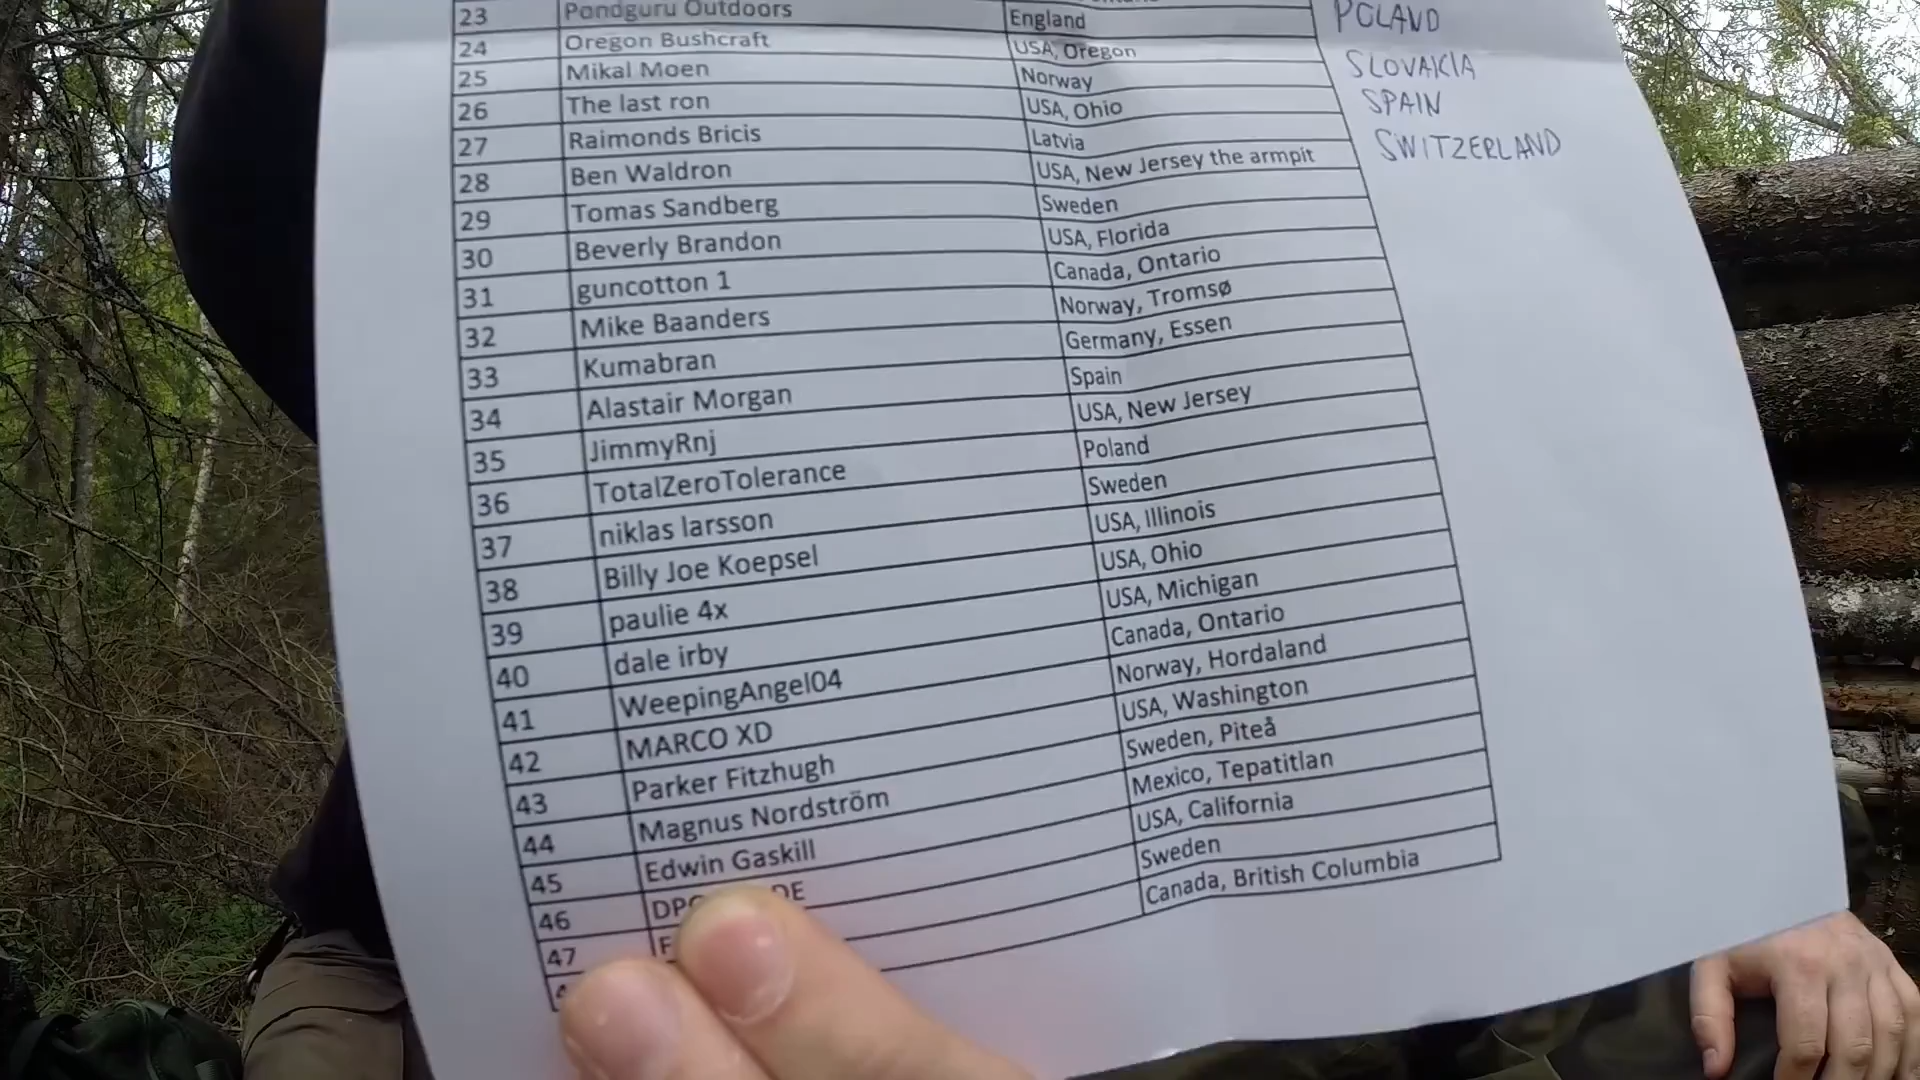 23 Pondguru Outdoors England
24 Oregon Bushcraft USA, Oregon
25 Mikal Moen Norway
26 The last ron USA, Ohio
27 Raimonds Bricis Latvia
28 Ben Waldron USA, New Jersey the armpit
29 Tomas Sandberg Sweden
30 Beverly Brandon USA, Florida
31 guncotton 1 Canada, Ontario
32 Mike Baanders Norway, Tromsø
33 Kumabran Germany, Essen
34 Alastair Morgan Spain
35 JimmyRnj USA, New Jersey
36 TotalZeroTolerance Poland
37 niklas larsson Sweden
38 Billy Joe Koepsel USA, Illinois
39 paulie 4x USA, Ohio
40 dale irby USA, Michigan
41 WeepingAngel04 Canada, Ontario
42 MARCO XD Norway, Hordaland
43 Parker Fitzhugh USA, Washington
44 Magnus Nordström Sweden, Piteå
45 Edwin Gaskill Mexico, Tepatitlan
46 USA, California
47 Sweden
Canada, British Columbia
POLAND
SLOVAKIA
SPAIN
SWITZERLAND